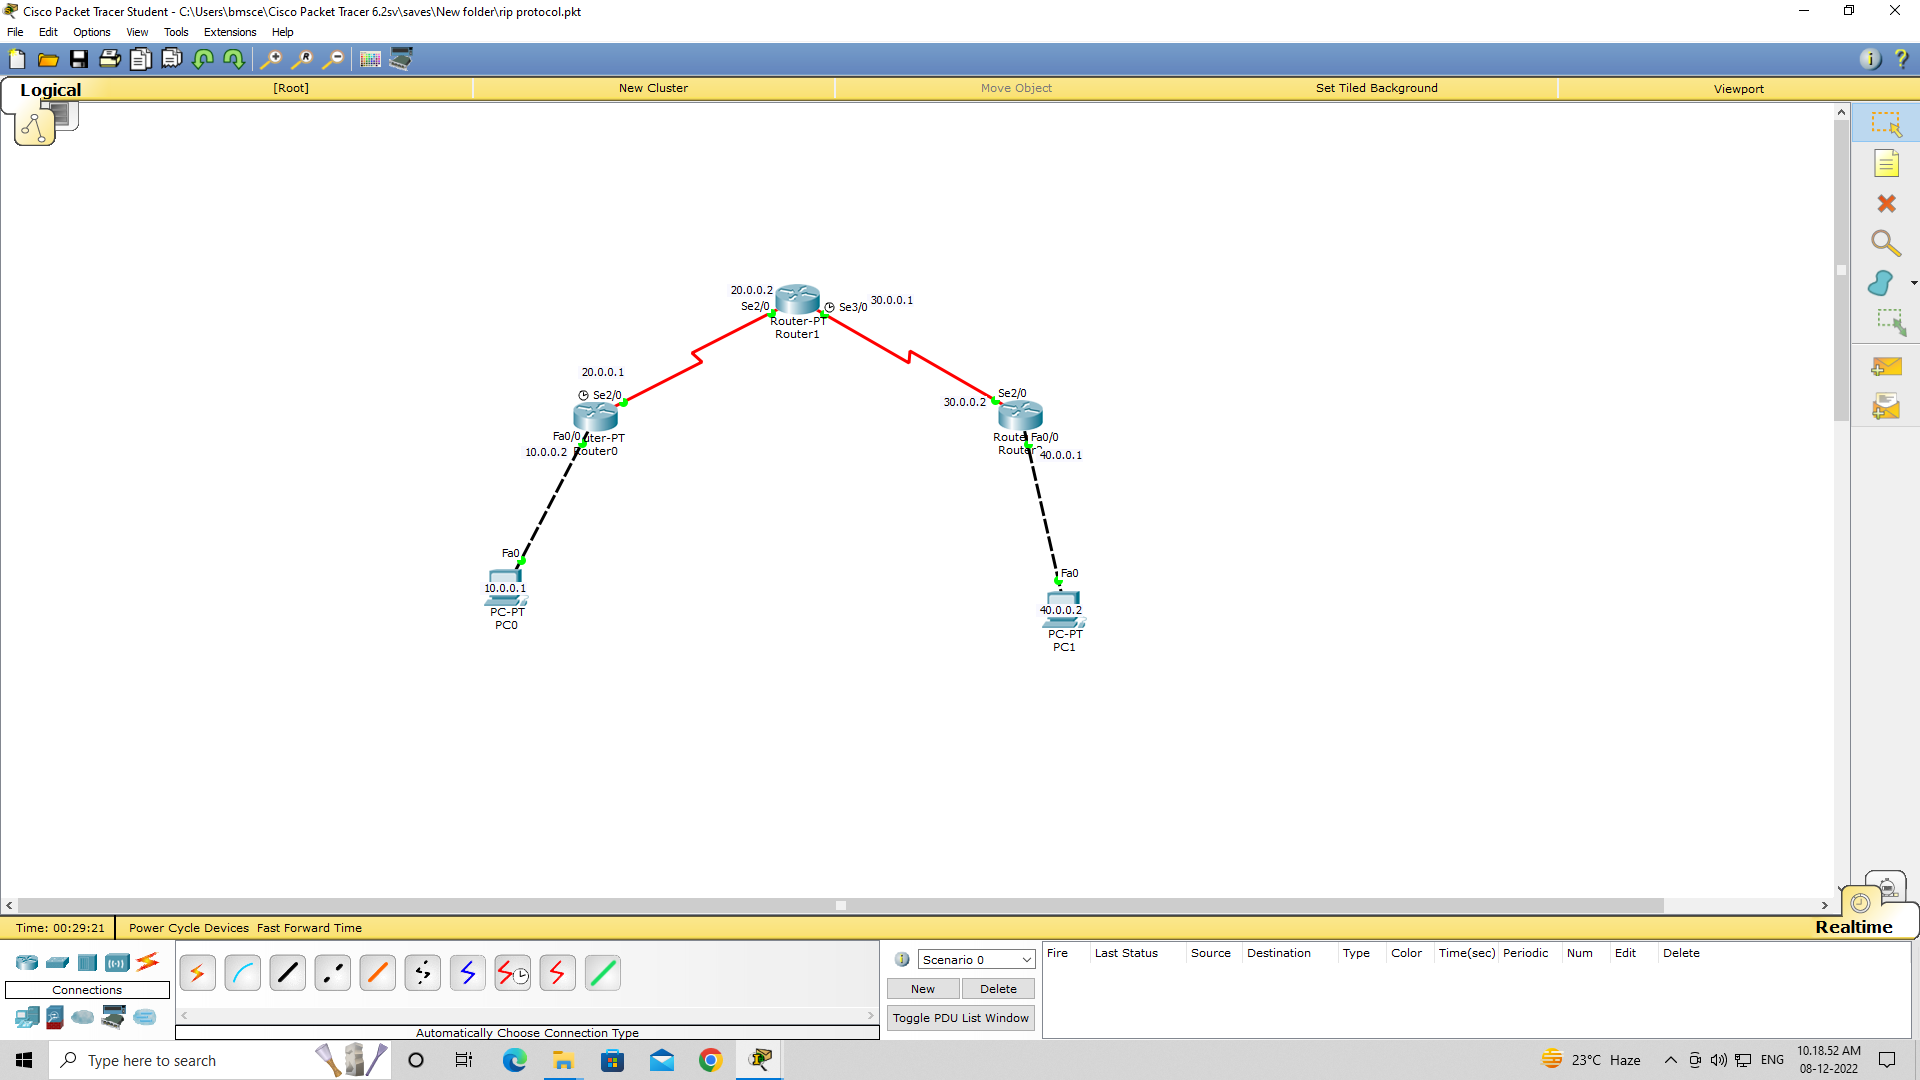 Cisco Packet Tracer Student - C:\Users\bmsce\Cisco Packet Tracer 6.2sv\saves\New folder\rip protocol.pkt
File Edit Options View Tools Extensions Help
Logical [Root] New Cluster Move Object Set Tiled Background Viewport
20.0.0.2
Se2/0
Se3/0
30.0.0.1
Router-PT
Router1
20.0.0.1
Se2/0
Fa0/0
uter-PT
10.0.0.2
Router0
Se2/0
30.0.0.2
Route
Fa0/0
Router
40.0.0.1
Fa0
10.0.0.1
PC-PT
PC0
Fa0
40.0.0.2
PC-PT
PC1
Time: 00:29:21 Power Cycle Devices Fast Forward Time
Realtime
Connections
Automatically Choose Connection Type
Scenario 0
New Delete
Toggle PDU List Window
Fire Last Status Source Destination Type Color Time(sec) Periodic Num Edit Delete
Type here to search
23°C Haze
ENG
10.18.52 AM
08-12-2022